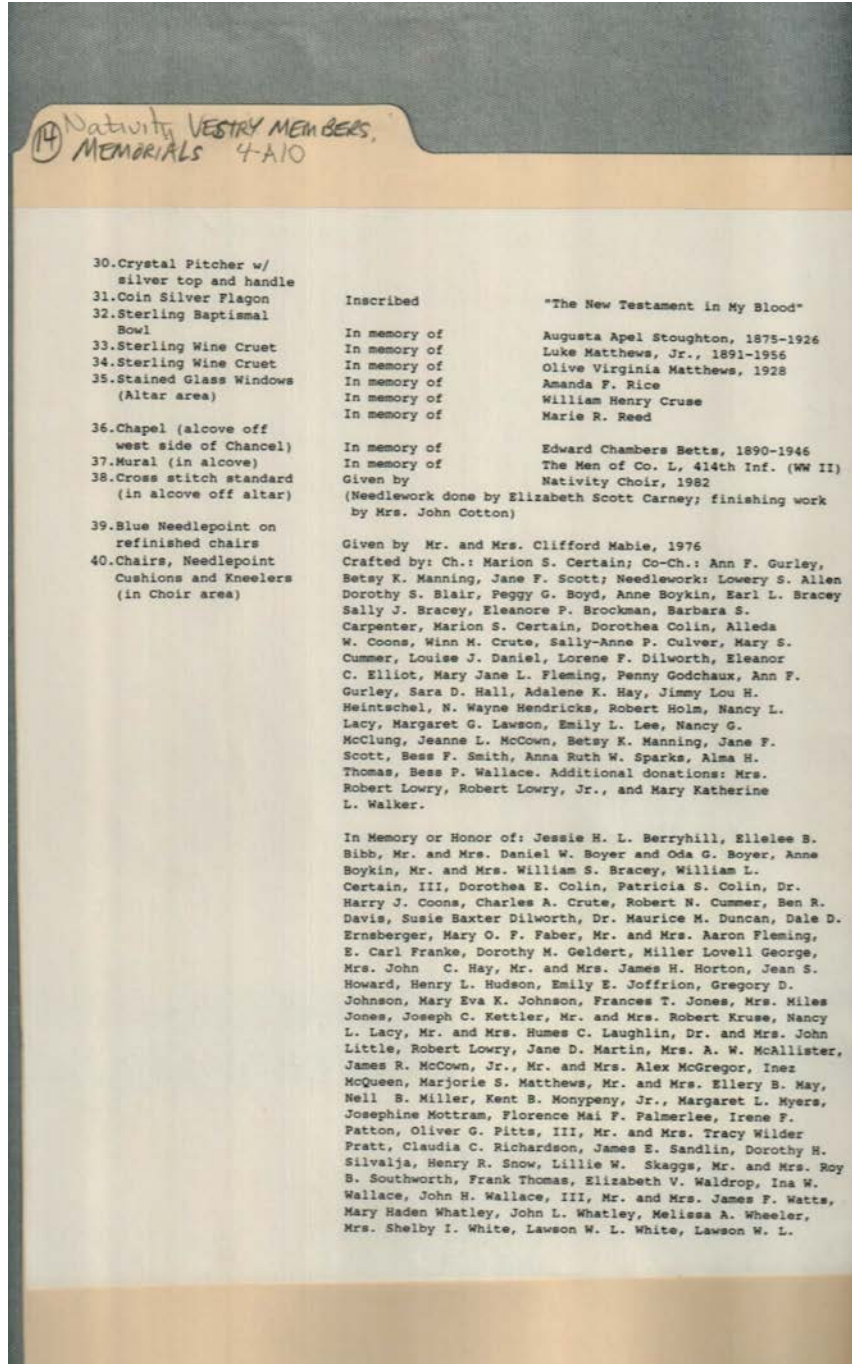 14 Nativity VESTRY MEMBERS,
MEMORIALS 4-A10
30.Crystal Pitcher w/
silver top and handle
31.Coin Silver Flagon Inscribed "The New Testament in My Blood"
32.Sterling Baptismal
Bowl In memory of Augusta Apel Stoughton, 1875-1926
33.Sterling Wine Cruet In memory of Luke Matthews, Jr., 1891-1956
34.Sterling Wine Cruet In memory of Olive Virginia Matthews, 1928
35.Stained Glass Windows In memory of Amanda F. Rice
(Altar area) In memory of William Henry Cruse
In memory of Marie R. Reed
36.Chapel (alcove off
west side of Chancel) In memory of Edward Chambers Betts, 1890-1946
37.Mural (in alcove) In memory of The Men of Co. L, 414th Inf. (WW II)
38.Cross stitch standard Given by Nativity Choir, 1982
(in alcove off altar) (Needlework done by Elizabeth Scott Carney; finishing work
by Mrs. John Cotton)
39.Blue Needlepoint on
refinished chairs Given by Mr. and Mrs. Clifford Mabie, 1976
40.Chairs, Needlepoint Crafted by: Ch.: Marion S. Certain; Co-Ch.: Ann F. Gurley,
Cushions and Kneelers Betsy K. Manning, Jane F. Scott; Needlework: Lowery S. Allen
(in Choir area) Dorothy S. Blair, Peggy G. Boyd, Anne Boykin, Earl L. Bracey
Sally J. Bracey, Eleanore P. Brockman, Barbara S.
Carpenter, Marion S. Certain, Dorothea Colin, Alleda
W. Coons, Winn M. Crute, Sally-Anne P. Culver, Mary S.
Cummer, Louise J. Daniel, Lorene F. Dilworth, Eleanor
C. Elliot, Mary Jane L. Fleming, Penny Godchaux, Ann F.
Gurley, Sara D. Hall, Adalene K. Hay, Jimmy Lou H.
Heintschel, N. Wayne Hendricks, Robert Holm, Nancy L.
Lacy, Margaret G. Lawson, Emily L. Lee, Nancy G.
McClung, Jeanne L. McCown, Betsy K. Manning, Jane F.
Scott, Bess F. Smith, Anna Ruth W. Sparks, Alma H.
Thomas, Bess P. Wallace. Additional donations: Mrs.
Robert Lowry, Robert Lowry, Jr., and Mary Katherine
L. Walker.
In Memory or Honor of: Jessie H. L. Berryhill, Ellelee B.
Bibb, Mr. and Mrs. Daniel W. Boyer and Oda G. Boyer, Anne
Boykin, Mr. and Mrs. William S. Bracey, William L.
Certain, III, Dorothea E. Colin, Patricia S. Colin, Dr.
Harry J. Coons, Charles A. Crute, Robert N. Cummer, Ben R.
Davis, Susie Baxter Dilworth, Dr. Maurice M. Duncan, Dale D.
Ernsberger, Mary O. F. Faber, Mr. and Mrs. Aaron Fleming,
E. Carl Franke, Dorothy M. Geldert, Miller Lovell George,
Mrs. John C. Hay, Mr. and Mrs. James H. Horton, Jean S.
Howard, Henry L. Hudson, Emily E. Joffrion, Gregory D.
Johnson, Mary Eva K. Johnson, Frances T. Jones, Mrs. Miles
Jones, Joseph C. Kettler, Mr. and Mrs. Robert Kruse, Nancy
L. Lacy, Mr. and Mrs. Humes C. Laughlin, Dr. and Mrs. John
Little, Robert Lowry, Jane D. Martin, Mrs. A. W. McAllister,
James R. McCown, Jr., Mr. and Mrs. Alex McGregor, Inez
McQueen, Marjorie S. Matthews, Mr. and Mrs. Ellery B. May,
Nell B. Miller, Kent B. Monypeny, Jr., Margaret L. Myers,
Josephine Mottram, Florence Mai F. Palmerlee, Irene F.
Patton, Oliver G. Pitts, III, Mr. and Mrs. Tracy Wilder
Pratt, Claudia C. Richardson, James E. Sandlin, Dorothy H.
Silvalja, Henry R. Snow, Lillie W. Skaggs, Mr. and Mrs. Roy
B. Southworth, Frank Thomas, Elizabeth V. Waldrop, Ina W.
Wallace, John H. Wallace, III, Mr. and Mrs. James F. Watts,
Mary Haden Whatley, John L. Whatley, Melissa A. Wheeler,
Mrs. Shelby I. White, Lawson W. L. White, Lawson W. L.